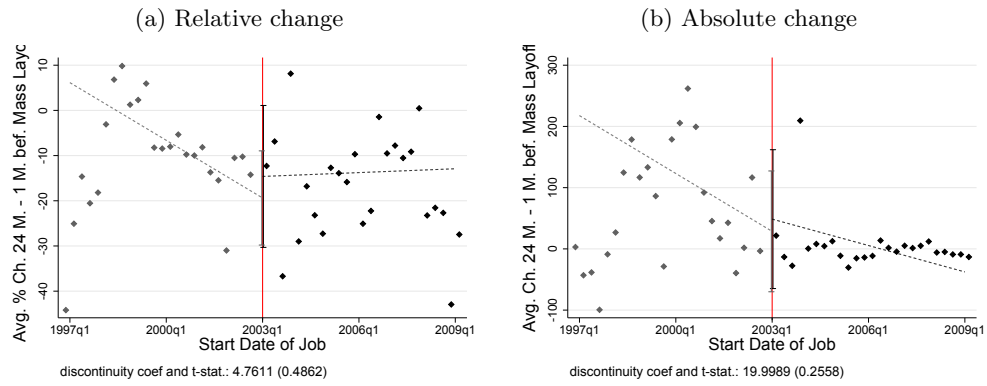 (a) Relative change
Avg. % Ch. 24 M. - 1 M. bef. Mass Layo
10
0
-10
-20
-30
-40
1997q1
2000q1
2003q1
2006q1
2009q1
Start Date of Job
discontinuity coef and t-stat.: 4.7611 (0.4862)
(b) Absolute change
Avg. Ch. 24 M. - 1 M. bef. Mass Layoff
300
200
100
0
-100
1997q1
2000q1
2003q1
2006q1
2009q1
Start Date of Job
discontinuity coef and t-stat.: 19.9989 (0.2558)